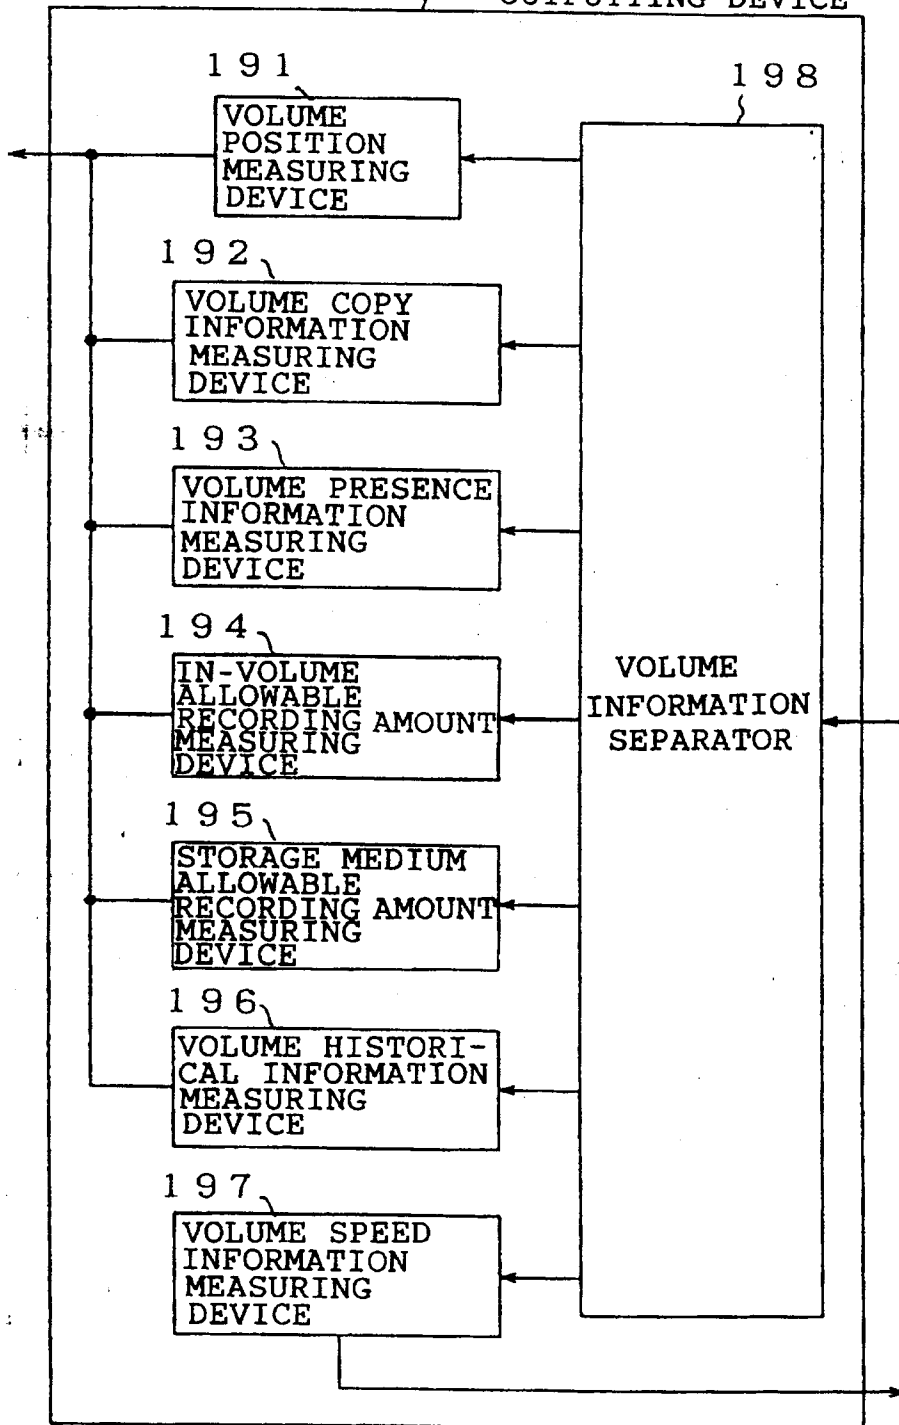 OUTPUTTING DEVICE
191
198
VOLUME
POSITION
MEASURING
DEVICE
192
VOLUME COPY
INFORMATION
MEASURING
DEVICE
193
VOLUME PRESENCE
INFORMATION
MEASURING
DEVICE
194
IN-VOLUME
ALLOWABLE
RECORDING AMOUNT
MEASURING
DEVICE
VOLUME
INFORMATION
SEPARATOR
195
STORAGE MEDIUM
ALLOWABLE
RECORDING AMOUNT
MEASURING
DEVICE
196
VOLUME HISTORI-
CAL INFORMATION
MEASURING
DEVICE
197
VOLUME SPEED
INFORMATION
MEASURING
DEVICE